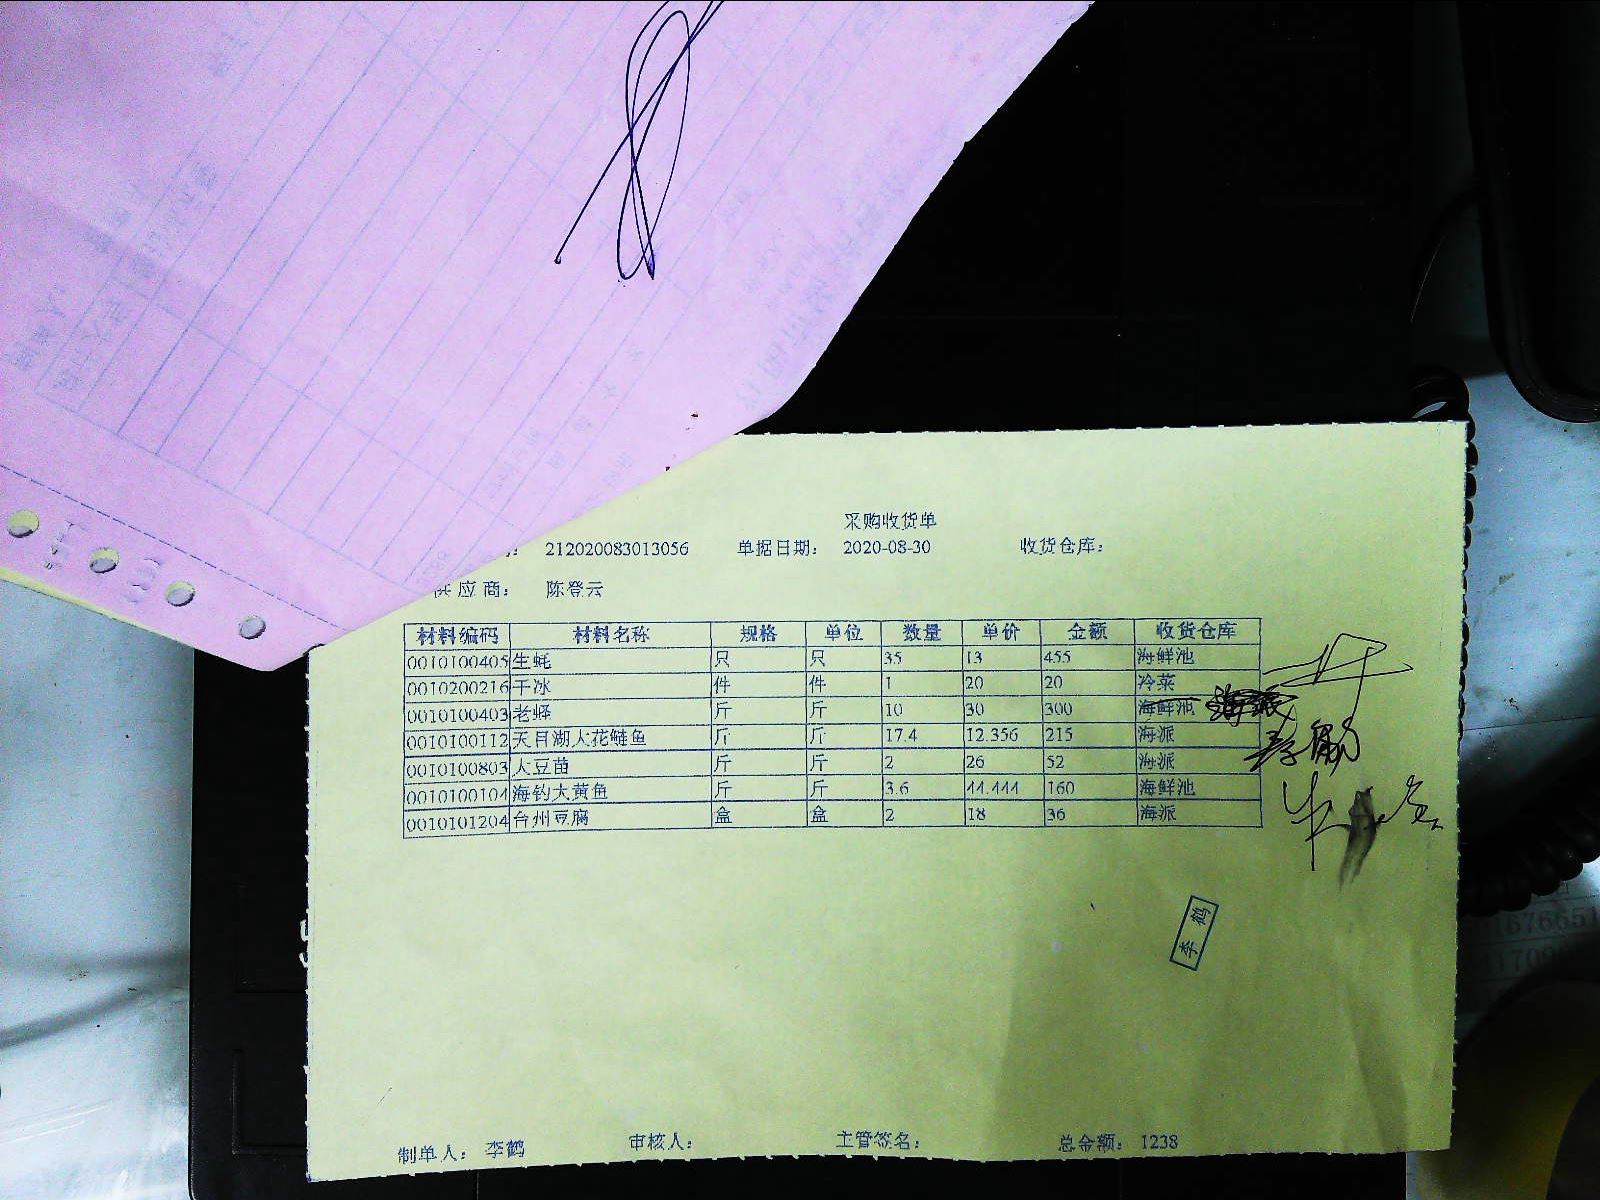 采购收货单
212020083013056 单据日期： 2020-08-30 收货仓库：
供应商： 陈登云
材料编码 材料名称 规格 单位 数量 单价 金额 收货仓库
0010100405 生蚝 只 只 35 13 455 海鲜池
0010200216 干冰 件 件 1 20 20 冷菜
0010100403 老蛏 斤 斤 10 30 300 海鲜池 海派
0010100112 天目湖大花鲢鱼 斤 斤 17.4 12.356 215 海派
0010100803 大豆苗 斤 斤 2 26 52 海派
0010100104 海钓大黄鱼 斤 斤 3.6 44.444 160 海鲜池
0010101204 台州豆腐 盒 盒 2 18 36 海派
李鹤
制单人： 李鹤 审核人： 主管签名： 总金额： 1238